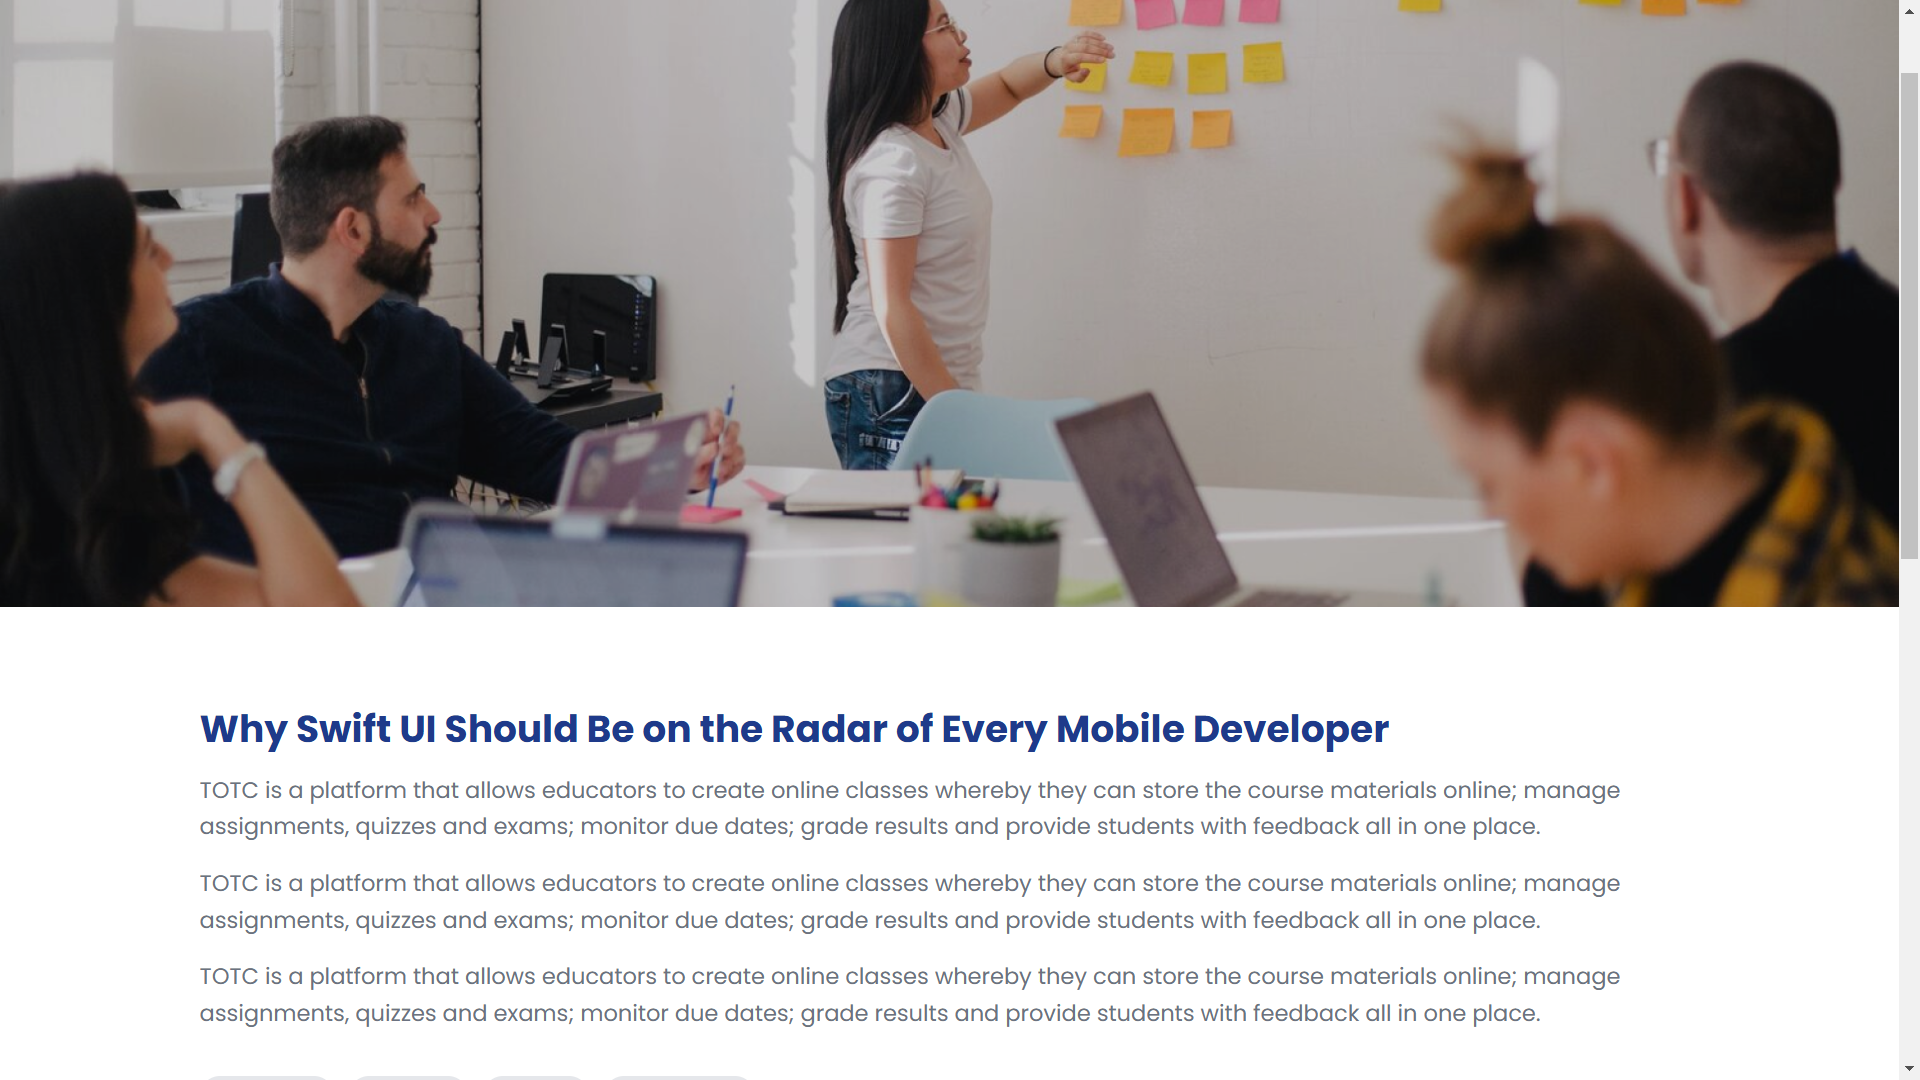 Why Swift UI Should Be on the Radar of Every Mobile Developer
TOTC is a platform that allows educators to create online classes whereby they can store the course materials online; manage
assignments, quizzes and exams; monitor due dates; grade results and provide students with feedback all in one place.
TOTC is a platform that allows educators to create online classes whereby they can store the course materials online; manage
assignments, quizzes and exams; monitor due dates; grade results and provide students with feedback all in one place.
TOTC is a platform that allows educators to create online classes whereby they can store the course materials online; manage
assignments, quizzes and exams; monitor due dates; grade results and provide students with feedback all in one place.